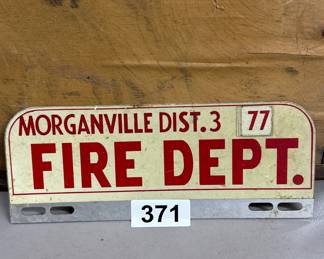 MORGANVILLE DIST. 3 77
FIRE DEPT.
371